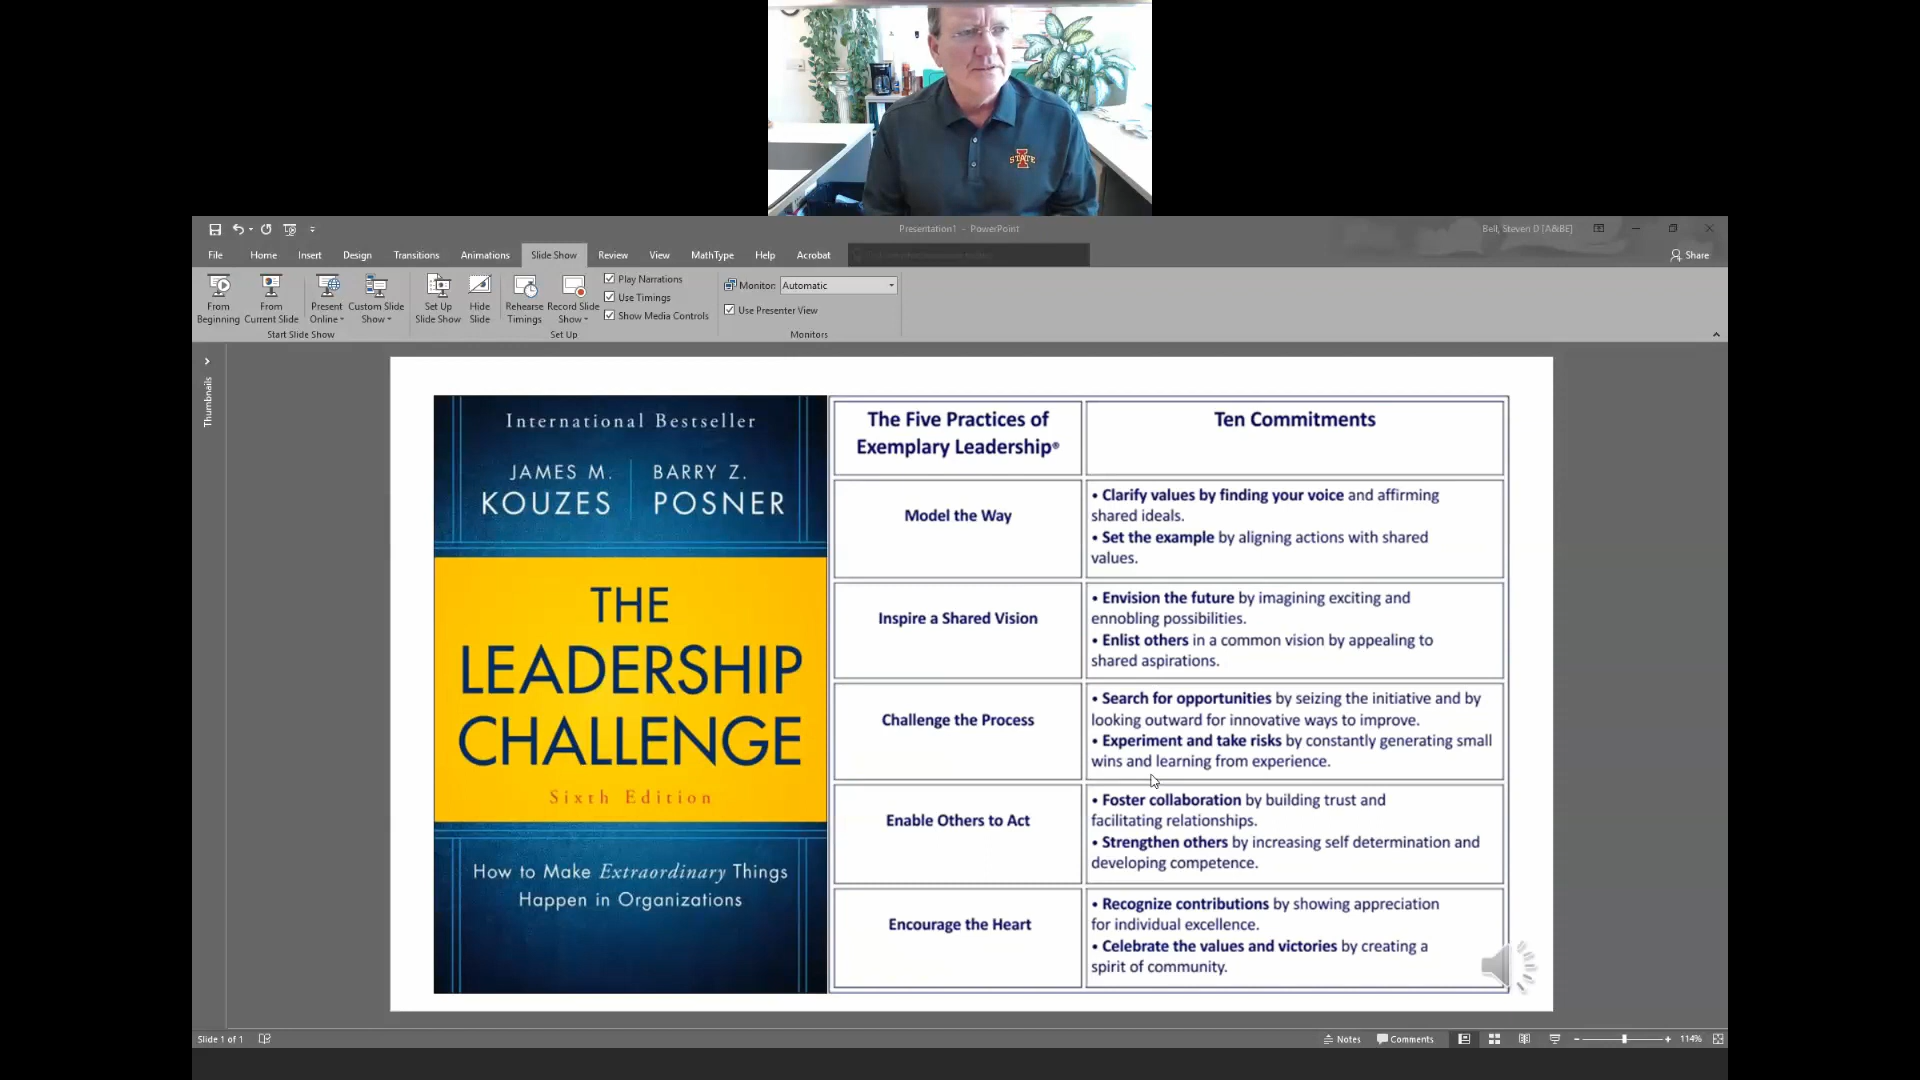 STATE
Presentation1 - PowerPoint
Bell, Steven D [A&BE]
File Home Insert Design Transitions Animations Slide Show Review View MathType Help Acrobat
Share
From Beginning
From Current Slide
Present Online
Custom Slide Show
Start Slide Show
Set Up Slide Show
Hide Slide
Rehearse Timings
Record Slide Show
Play Narrations
Use Timings
Show Media Controls
Set Up
Monitor: Automatic
Use Presenter View
Monitors
Thumbnails
International Bestseller
JAMES M. BARRY Z.
KOUZES POSNER
THE
LEADERSHIP
CHALLENGE
Sixth Edition
How to Make Extraordinary Things
Happen in Organizations
The Five Practices of
Exemplary Leadership®
Ten Commitments
Model the Way
• Clarify values by finding your voice and affirming
shared ideals.
• Set the example by aligning actions with shared
values.
Inspire a Shared Vision
• Envision the future by imagining exciting and
ennobling possibilities.
• Enlist others in a common vision by appealing to
shared aspirations.
Challenge the Process
• Search for opportunities by seizing the initiative and by
looking outward for innovative ways to improve.
• Experiment and take risks by constantly generating small
wins and learning from experience.
Enable Others to Act
• Foster collaboration by building trust and
facilitating relationships.
• Strengthen others by increasing self determination and
developing competence.
Encourage the Heart
• Recognize contributions by showing appreciation
for individual excellence.
• Celebrate the values and victories by creating a
spirit of community.
Slide 1 of 1
Notes Comments 114%